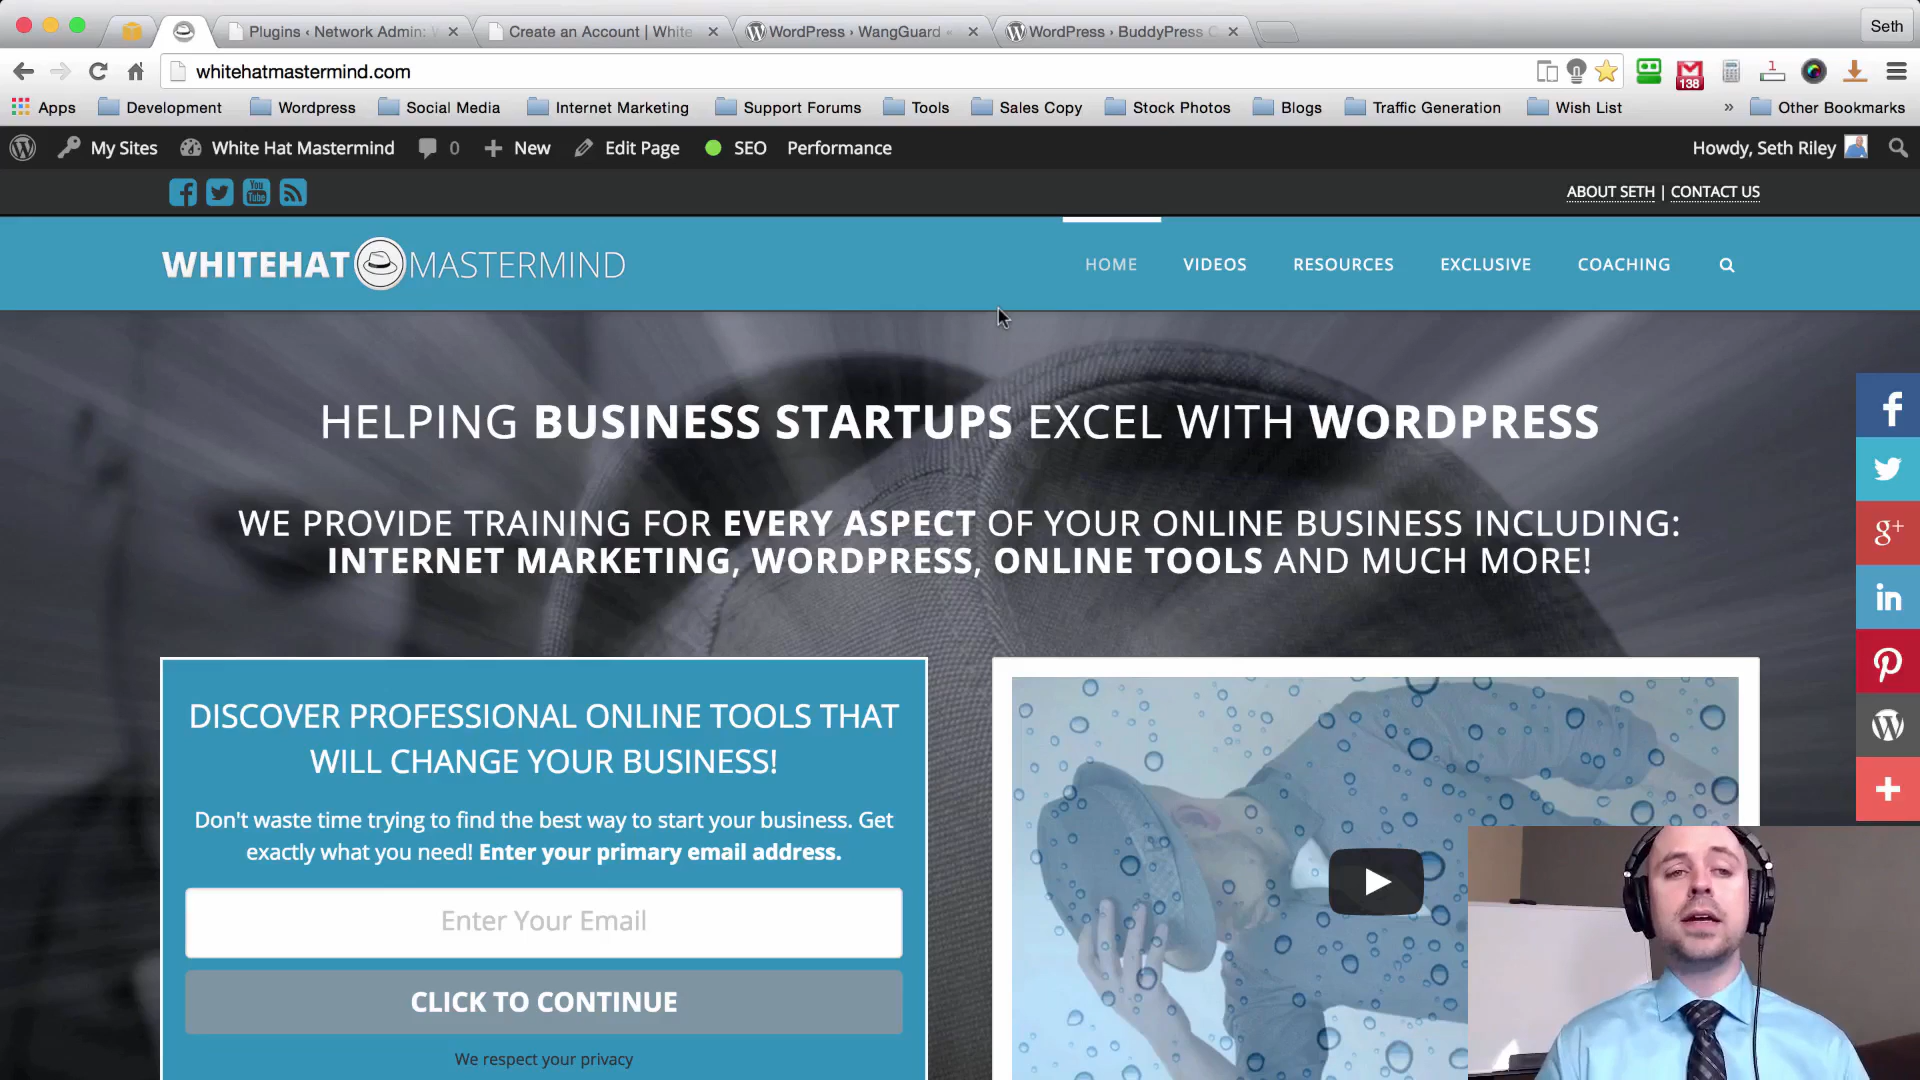 Plugins ‹ Network Admin:
Create an Account | White
WordPress › WangGuard «
WordPress › BuddyPress
Seth
whitehatmastermind.com
138
1
Apps
Development
Wordpress
Social Media
Internet Marketing
Support Forums
Tools
Sales Copy
Stock Photos
Blogs
Traffic Generation
Wish List
»
Other Bookmarks
My Sites
White Hat Mastermind
0
New
Edit Page
SEO
Performance
Howdy, Seth Riley
You Tube
ABOUT SETH | CONTACT US
WHITEHAT MASTERMIND
HOME
VIDEOS
RESOURCES
EXCLUSIVE
COACHING
HELPING BUSINESS STARTUPS EXCEL WITH WORDPRESS
WE PROVIDE TRAINING FOR EVERY ASPECT OF YOUR ONLINE BUSINESS INCLUDING:
INTERNET MARKETING, WORDPRESS, ONLINE TOOLS AND MUCH MORE!
DISCOVER PROFESSIONAL ONLINE TOOLS THAT
WILL CHANGE YOUR BUSINESS!
Don't waste time trying to find the best way to start your business. Get
exactly what you need! Enter your primary email address.
Enter Your Email
CLICK TO CONTINUE
We respect your privacy